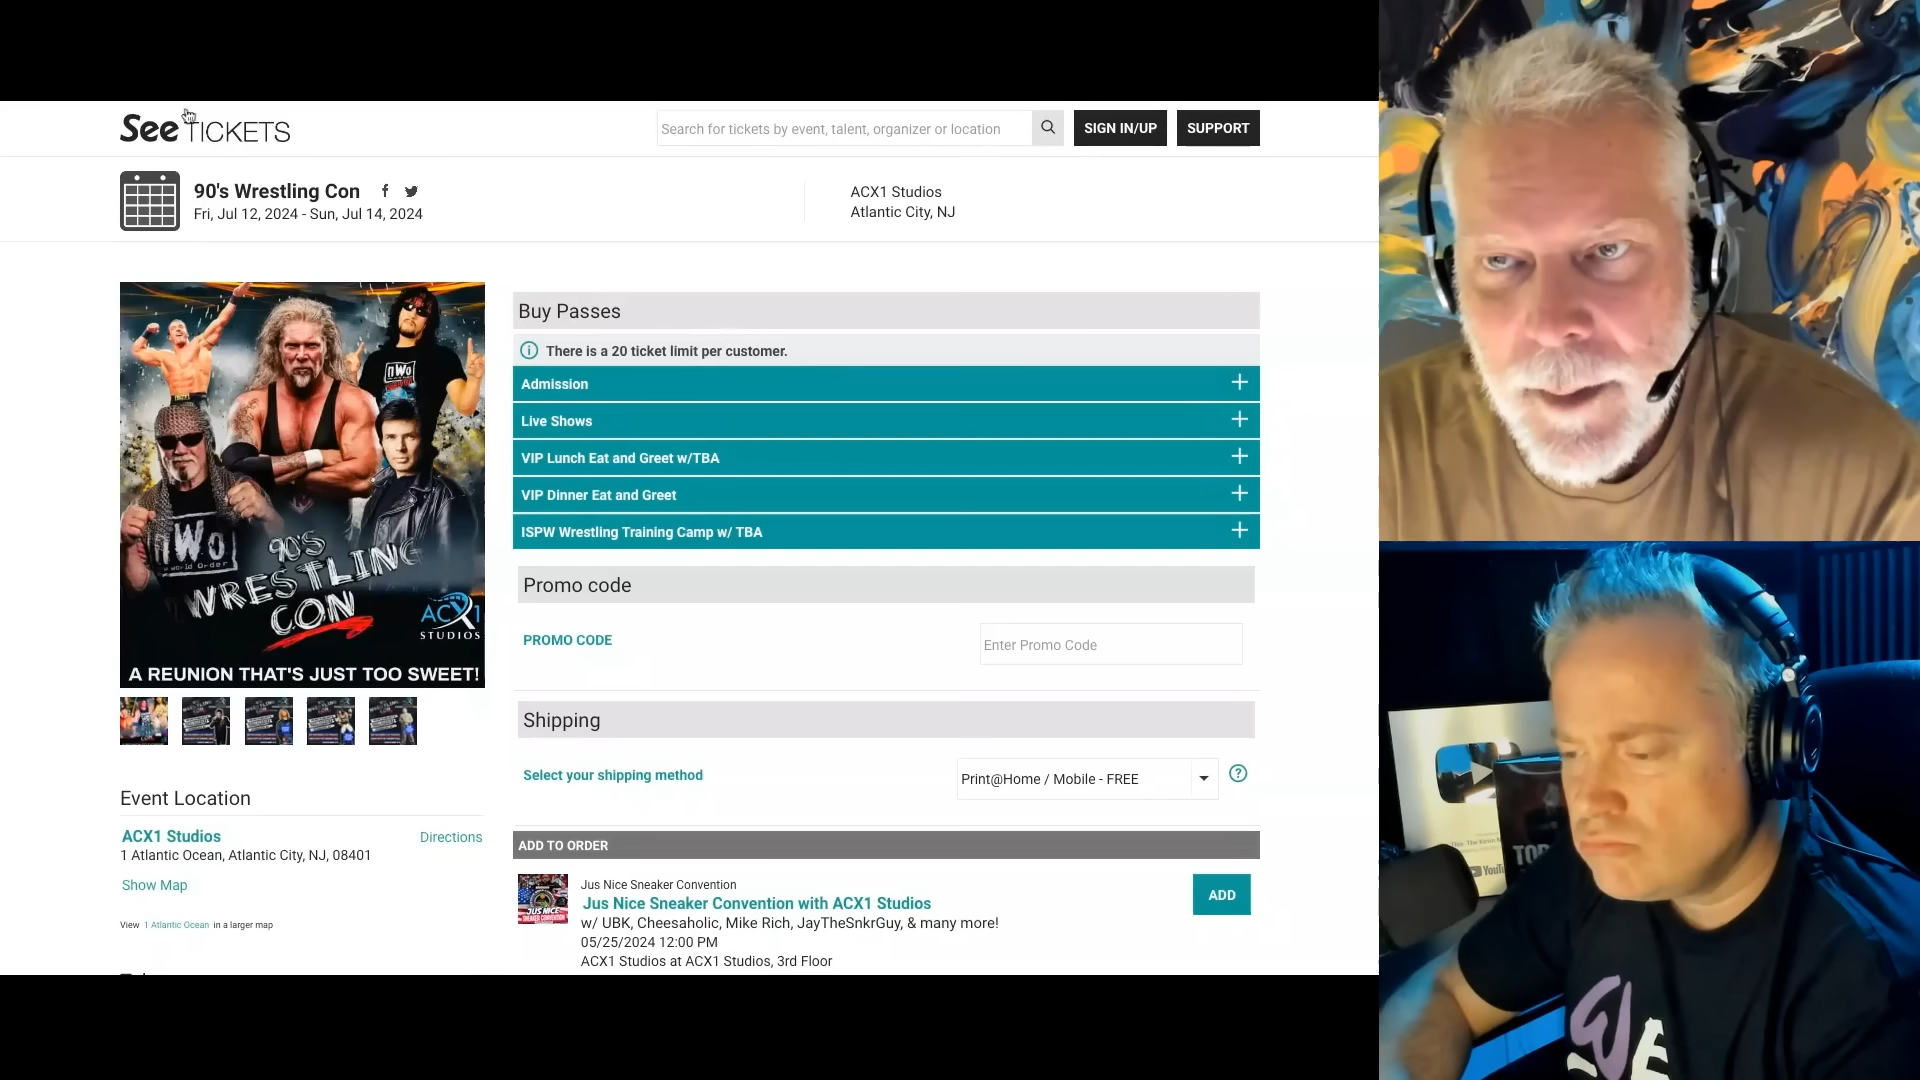 See TICKETS
Search for tickets by event, talent, organizer or location
SIGN IN/UP
SUPPORT
90's Wrestling Con
Fri, Jul 12, 2024 - Sun, Jul 14, 2024
ACX1 Studios
Atlantic City, NJ
nWo
nWo
world Order
90'S
WRESTLING
CON
ACX1
STUDIOS
A REUNION THAT'S JUST TOO SWEET!
Event Location
ACX1 Studios
Directions
1 Atlantic Ocean, Atlantic City, NJ, 08401
Show Map
View 1 Atlantic Ocean in a larger map
Buy Passes
There is a 20 ticket limit per customer.
Admission
Live Shows
VIP Lunch Eat and Greet w/TBA
VIP Dinner Eat and Greet
ISPW Wrestling Training Camp w/ TBA
Promo code
PROMO CODE
Enter Promo Code
Shipping
Select your shipping method
Print@Home / Mobile - FREE
ADD TO ORDER
JUS NICE
SNEAKER CONVENTION
Jus Nice Sneaker Convention
Jus Nice Sneaker Convention with ACX1 Studios
w/ UBK, Cheesaholic, Mike Rich, JayTheSnkrGuy, & many more!
05/25/2024 12:00 PM
ACX1 Studios at ACX1 Studios, 3rd Floor
ADD